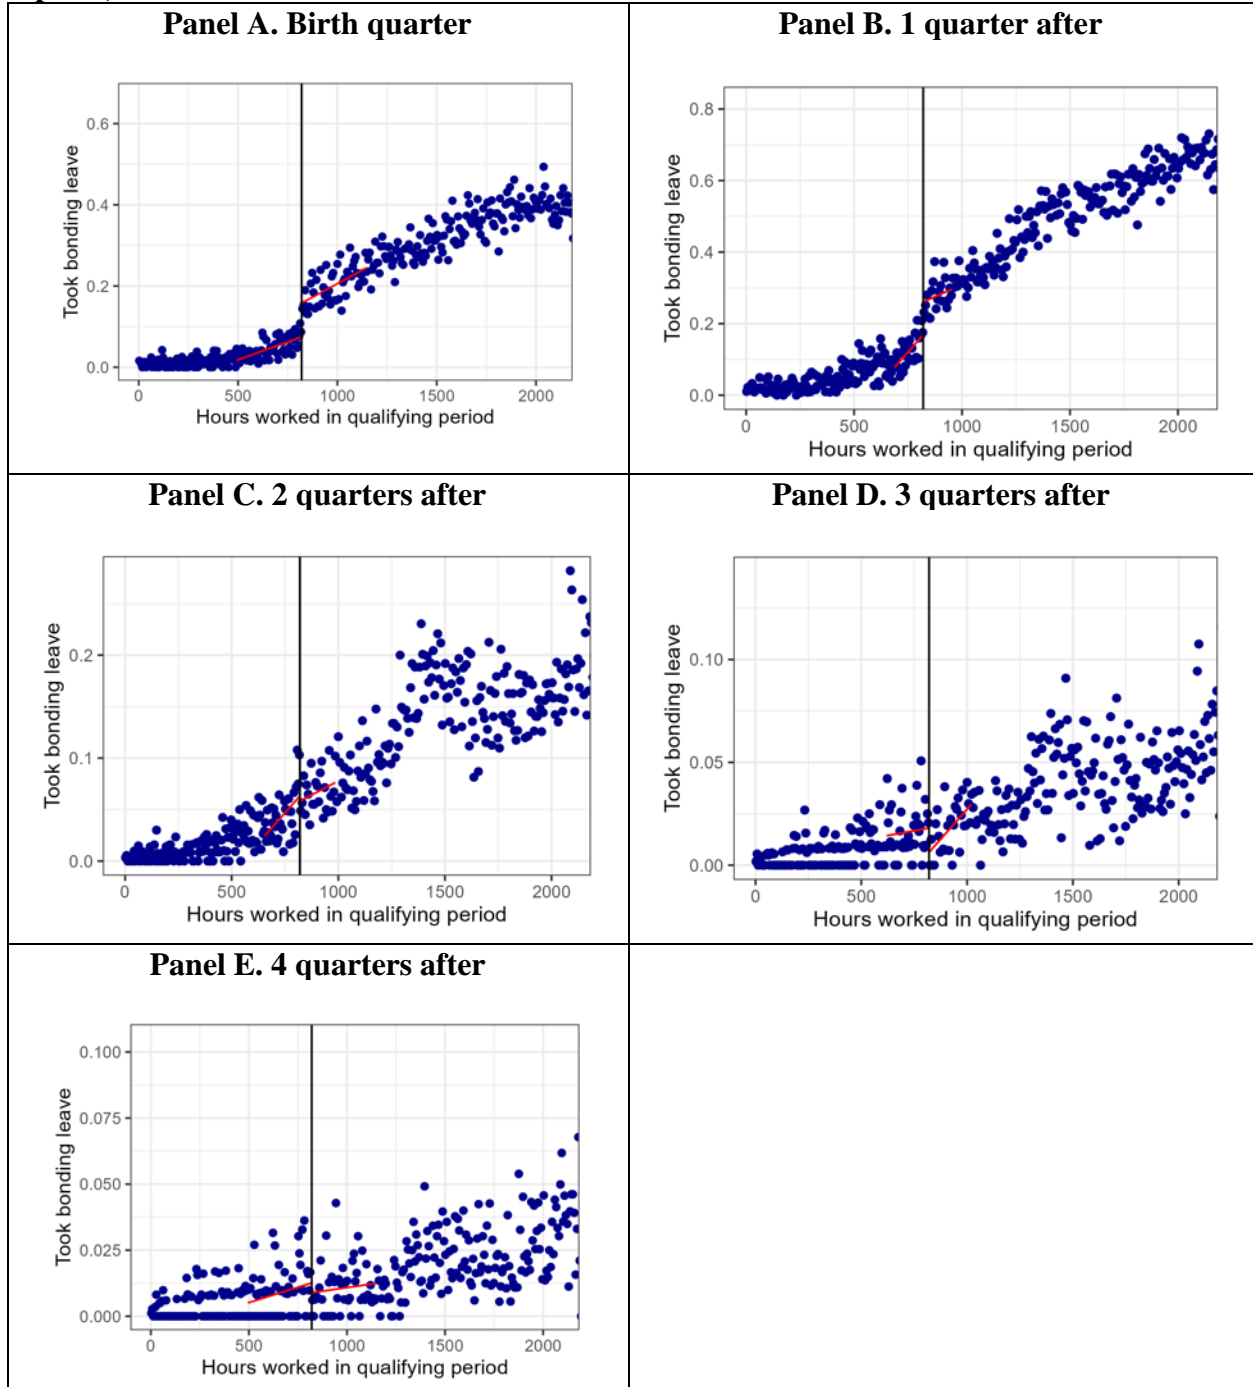 Panel A. Birth quarter
0.6
0.4
0.2
0.0
Took bonding leave
0 500 1000 1500 2000
Hours worked in qualifying period
Panel B. 1 quarter after
0.8
0.6
0.4
0.2
0.0
Took bonding leave
0 500 1000 1500 2000
Hours worked in qualifying period
Panel C. 2 quarters after
0.2
0.1
0.0
Took bonding leave
0 500 1000 1500 2000
Hours worked in qualifying period
Panel D. 3 quarters after
0.10
0.05
0.00
Took bonding leave
0 500 1000 1500 2000
Hours worked in qualifying period
Panel E. 4 quarters after
0.100
0.075
0.050
0.025
0.000
Took bonding leave
0 500 1000 1500 2000
Hours worked in qualifying period